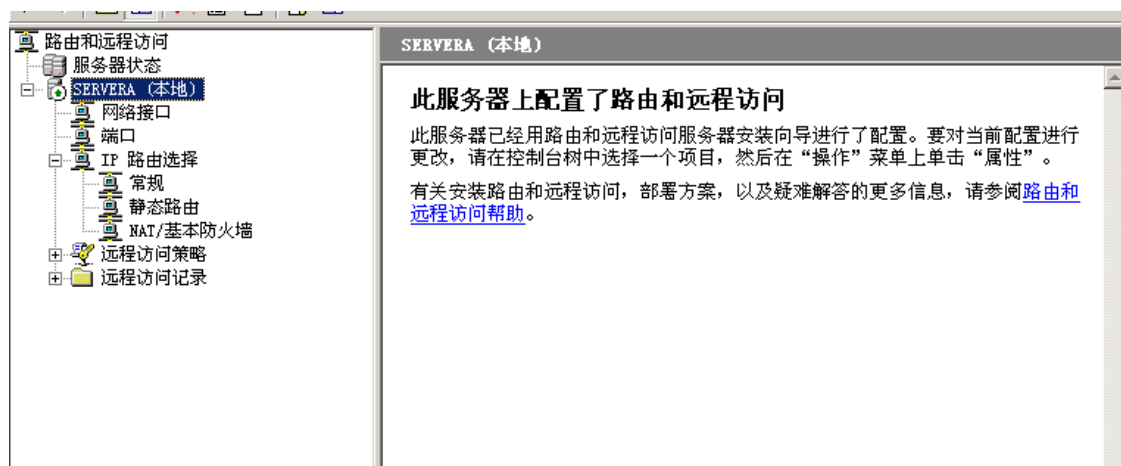 路由和远程访问
服务器状态
SERVERA (本地)
网络接口
端口
IP 路由选择
常规
静态路由
NAT/基本防火墙
远程访问策略
远程访问记录
SERVERA (本地)
此服务器上配置了路由和远程访问
此服务器已经用路由和远程访问服务器安装向导进行了配置。要对当前配置进行
更改，请在控制台树中选择一个项目，然后在“操作”菜单上单击“属性”。
有关安装路由和远程访问，部署方案，以及疑难解答的更多信息，请参阅路由和
远程访问帮助。